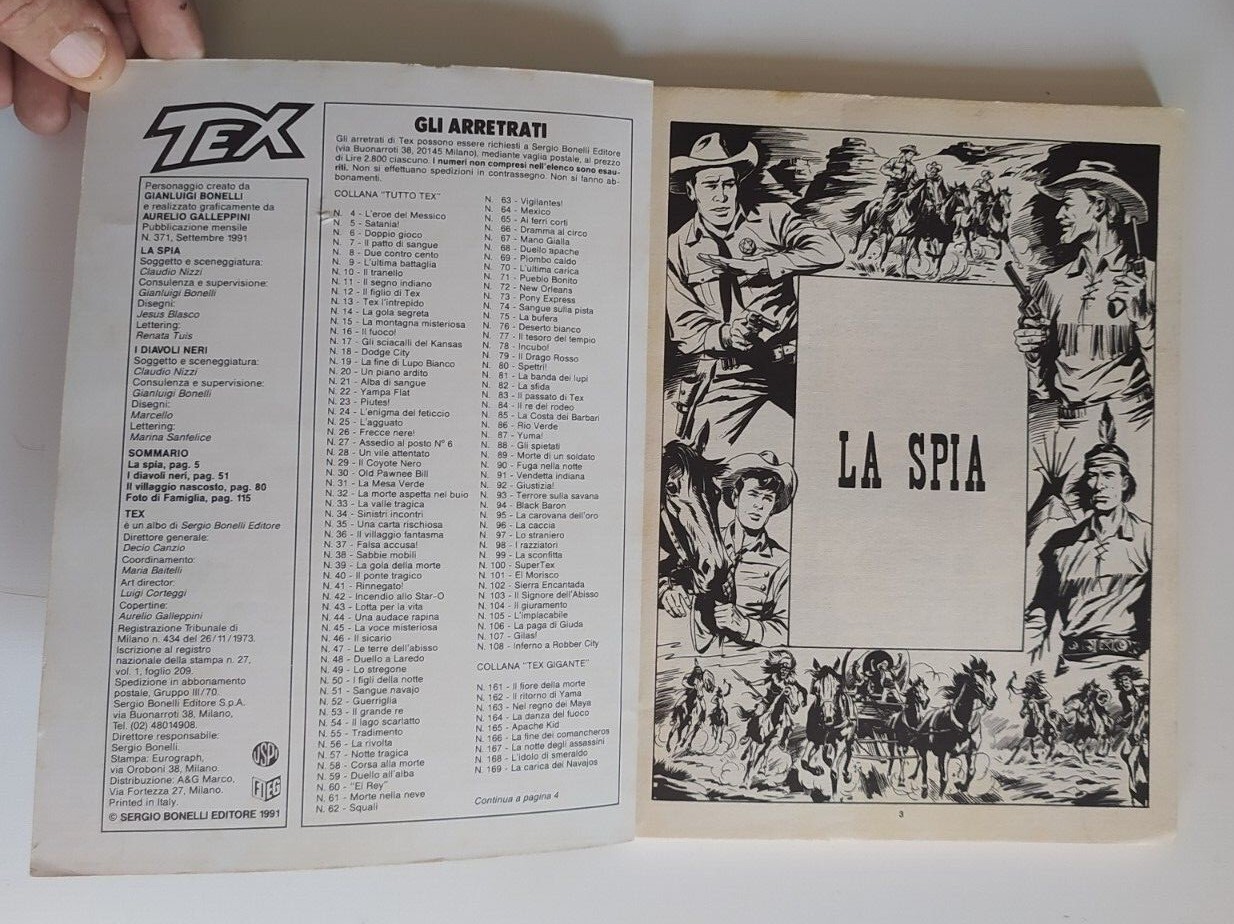 TEX
Personaggio creato da
GIANLUIGI BONELLI
e realizzato graficamente da
AURELIO GALLEPPINI
Pubblicazione mensile
N. 371, Settembre 1991
LA SPIA
Soggetto e sceneggiatura:
Claudio Nizzi
Consulenza e supervisione:
Gianluigi Bonelli
Disegni:
Jesus Blasco
Lettering:
Renata Tuis
I DIAVOLI NERI
Soggetto e sceneggiatura:
Claudio Nizzi
Consulenza e supervisione:
Gianluigi Bonelli
Disegni:
Marcello
Lettering:
Marina Sanfelice
SOMMARIO
La spia, pag. 5
I diavoli neri, pag. 51
Il villaggio nascosto, pag. 80
Foto di Famiglia, pag. 115
TEX
è un albo di Sergio Bonelli Editore
Direttore generale:
Decio Canzio
Coordinamento:
Maria Baitelli
Art director:
Luigi Corteggi
Copertine:
Aurelio Galleppini
Registrazione Tribunale di
Milano n. 434 del 26/11/1973.
Iscrizione al registro
nazionale della stampa n. 27,
vol. 1, foglio 209.
Spedizione in abbonamento
postale, Gruppo III/70.
Sergio Bonelli Editore S.p.A.
via Buonarroti 38, Milano,
Tel. (02) 48014908.
Direttore responsabile:
Sergio Bonelli.
Stampa: Eurograph,
via Oroboni 38, Milano.
Distribuzione: A&G Marco,
Via Fortezza 27, Milano.
Printed in Italy.
USPI
FIEG
© SERGIO BONELLI EDITORE 1991
GLI ARRETRATI
Gli arretrati di Tex possono essere richiesti a Sergio Bonelli Editore
(via Buonarroti 38, 20145 Milano), mediante vaglia postale, al prezzo
di Lire 2.800 ciascuno. I numeri non compresi nell'elenco sono esau-
riti. Non si effettuano spedizioni in contrassegno. Non si fanno ab-
bonamenti.
COLLANA "TUTTO TEX"
N. 4 - L'eroe del Messico
N. 5 - Satania!
N. 6 - Doppio gioco
N. 7 - Il patto di sangue
N. 8 - Due contro cento
N. 9 - L'ultima battaglia
N. 10 - Il tranello
N. 11 - Il segno indiano
N. 12 - Il figlio di Tex
N. 13 - Tex l'intrepido
N. 14 - La gola segreta
N. 15 - La montagna misteriosa
N. 16 - Il fuoco!
N. 17 - Gli sciacalli del Kansas
N. 18 - Dodge City
N. 19 - La fine di Lupo Bianco
N. 20 - Un piano ardito
N. 21 - Alba di sangue
N. 22 - Yampa Flat
N. 23 - Piutes!
N. 24 - L'enigma del feticcio
N. 25 - L'agguato
N. 26 - Frecce nere!
N. 27 - Assedio al posto N° 6
N. 28 - Un vile attentato
N. 29 - Il Coyote Nero
N. 30 - Old Pawnee Bill
N. 31 - La Mesa Verde
N. 32 - La morte aspetta nel buio
N. 33 - La valle tragica
N. 34 - Sinistri incontri
N. 35 - Una carta rischiosa
N. 36 - Il villaggio fantasma
N. 37 - Falsa accusa!
N. 38 - Sabbie mobili
N. 39 - La gola della morte
N. 40 - Il ponte tragico
N. 41 - Rinnegato!
N. 42 - Incendio allo Star-O
N. 43 - Lotta per la vita
N. 44 - Una audace rapina
N. 45 - La voce misteriosa
N. 46 - Il sicario
N. 47 - Le terre dell'abisso
N. 48 - Duello a Laredo
N. 49 - Lo stregone
N. 50 - I figli della notte
N. 51 - Sangue navajo
N. 52 - Guerriglia
N. 53 - Il grande re
N. 54 - Il lago scarlatto
N. 55 - Tradimento
N. 56 - La rivolta
N. 57 - Notte tragica
N. 58 - Corsa alla morte
N. 59 - Duello all'alba
N. 60 - "El Rey"
N. 61 - Morte nella neve
N. 62 - Squali
N. 63 - Vigilantes!
N. 64 - Mexico
N. 65 - Ai ferri corti
N. 66 - Dramma al circo
N. 67 - Mano Gialla
N. 68 - Duello apache
N. 69 - Piombo caldo
N. 70 - L'ultima carica
N. 71 - Pueblo Bonito
N. 72 - New Orleans
N. 73 - Pony Express
N. 74 - Sangue sulla pista
N. 75 - La bufera
N. 76 - Deserto bianco
N. 77 - Il tesoro del tempio
N. 78 - Incubo!
N. 79 - Il Drago Rosso
N. 80 - Spettri!
N. 81 - La banda dei lupi
N. 82 - La sfida
N. 83 - Il passato di Tex
N. 84 - Il re del rodeo
N. 85 - La Costa dei Barbari
N. 86 - Rio Verde
N. 87 - Yuma!
N. 88 - Gli spietati
N. 89 - Morte di un soldato
N. 90 - Fuga nella notte
N. 91 - Vendetta indiana
N. 92 - Giustizia!
N. 93 - Terrore sulla savana
N. 94 - Black Baron
N. 95 - La carovana dell'oro
N. 96 - La caccia
N. 97 - Lo straniero
N. 98 - I razziatori
N. 99 - La sconfitta
N. 100 - SuperTex
N. 101 - El Morisco
N. 102 - Sierra Encantada
N. 103 - Il Signore dell'Abisso
N. 104 - Il giuramento
N. 105 - L'implacabile
N. 106 - La paga di Giuda
N. 107 - Gilas!
N. 108 - Inferno a Robber City
COLLANA "TEX GIGANTE"
N. 161 - Il fiore della morte
N. 162 - Il ritorno di Yama
N. 163 - Nel regno dei Maya
N. 164 - La danza del fuoco
N. 165 - Apache Kid
N. 166 - La fine dei comancheros
N. 167 - La notte degli assassini
N. 168 - L'idolo di smeraldo
N. 169 - La carica dei Navajos
Continua a pagina 4
LA SPIA
3